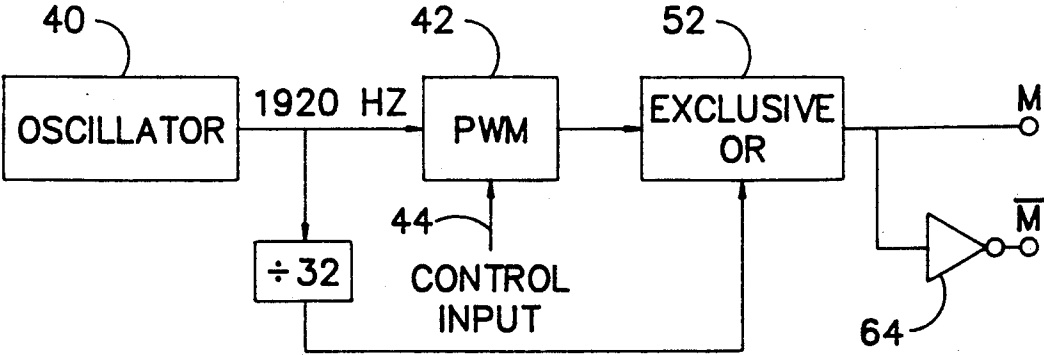 40
42
52
OSCILLATOR
1920 HZ
PWM
EXCLUSIVE
OR
M
44
÷32
CONTROL
INPUT
M̅
64